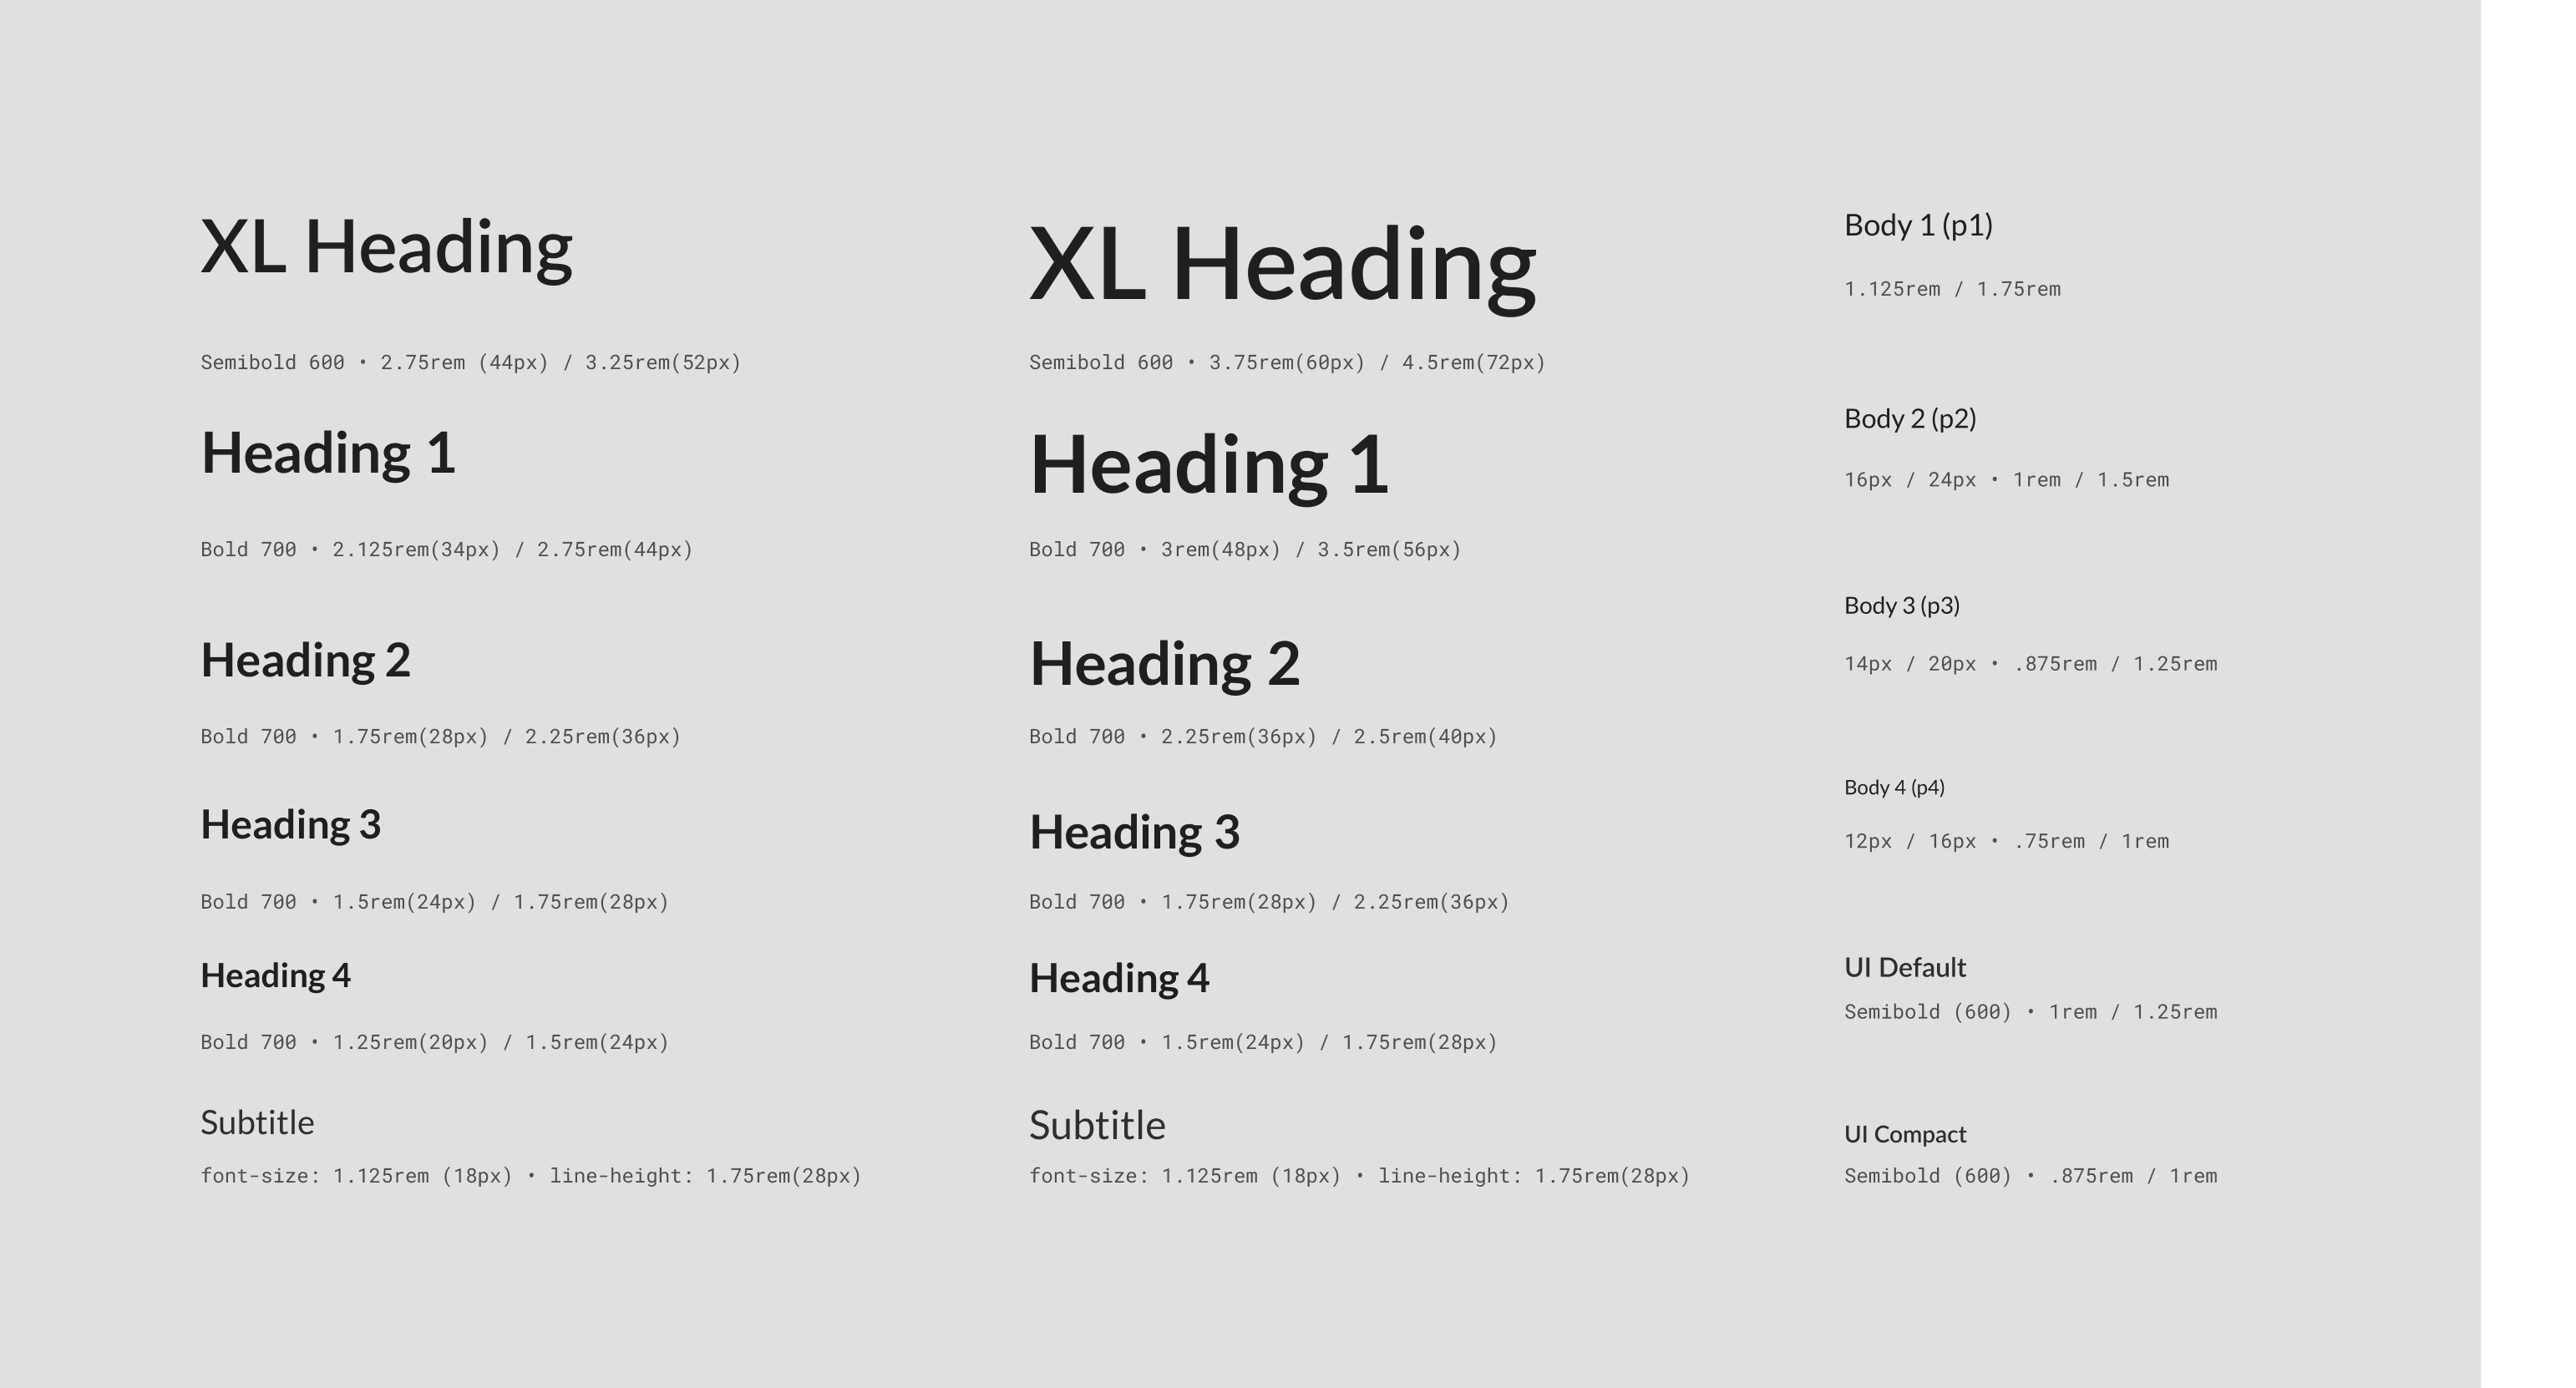 XL Heading
Semibold 600 • 2.75rem (44px) / 3.25rem(52px)
Heading 1
Bold 700 • 2.125rem(34px) / 2.75rem(44px)
Heading 2
Bold 700 • 1.75rem(28px) / 2.25rem(36px)
Heading 3
Bold 700 • 1.5rem(24px) / 1.75rem(28px)
Heading 4
Bold 700 • 1.25rem(20px) / 1.5rem(24px)
Subtitle
font-size: 1.125rem (18px) • line-height: 1.75rem(28px)
XL Heading
Semibold 600 • 3.75rem(60px) / 4.5rem(72px)
Heading 1
Bold 700 • 3rem(48px) / 3.5rem(56px)
Heading 2
Bold 700 • 2.25rem(36px) / 2.5rem(40px)
Heading 3
Bold 700 • 1.75rem(28px) / 2.25rem(36px)
Heading 4
Bold 700 • 1.5rem(24px) / 1.75rem(28px)
Subtitle
font-size: 1.125rem (18px) • line-height: 1.75rem(28px)
Body 1 (p1)
1.125rem / 1.75rem
Body 2 (p2)
16px / 24px • 1rem / 1.5rem
Body 3 (p3)
14px / 20px • .875rem / 1.25rem
Body 4 (p4)
12px / 16px • .75rem / 1rem
UI Default
Semibold (600) • 1rem / 1.25rem
UI Compact
Semibold (600) • .875rem / 1rem